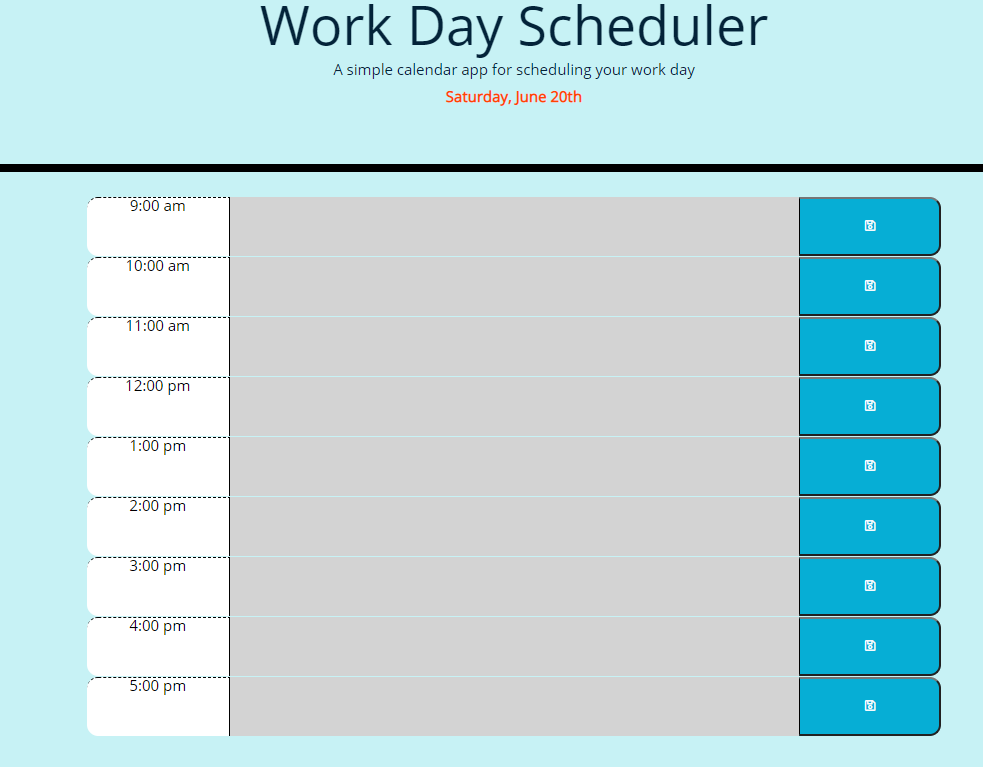 Work Day Scheduler
A simple calendar app for scheduling your work day
Saturday, June 20th
9:00 am
10:00 am
11:00 am
12:00 pm
1:00 pm
2:00 pm
3:00 pm
4:00 pm
5:00 pm